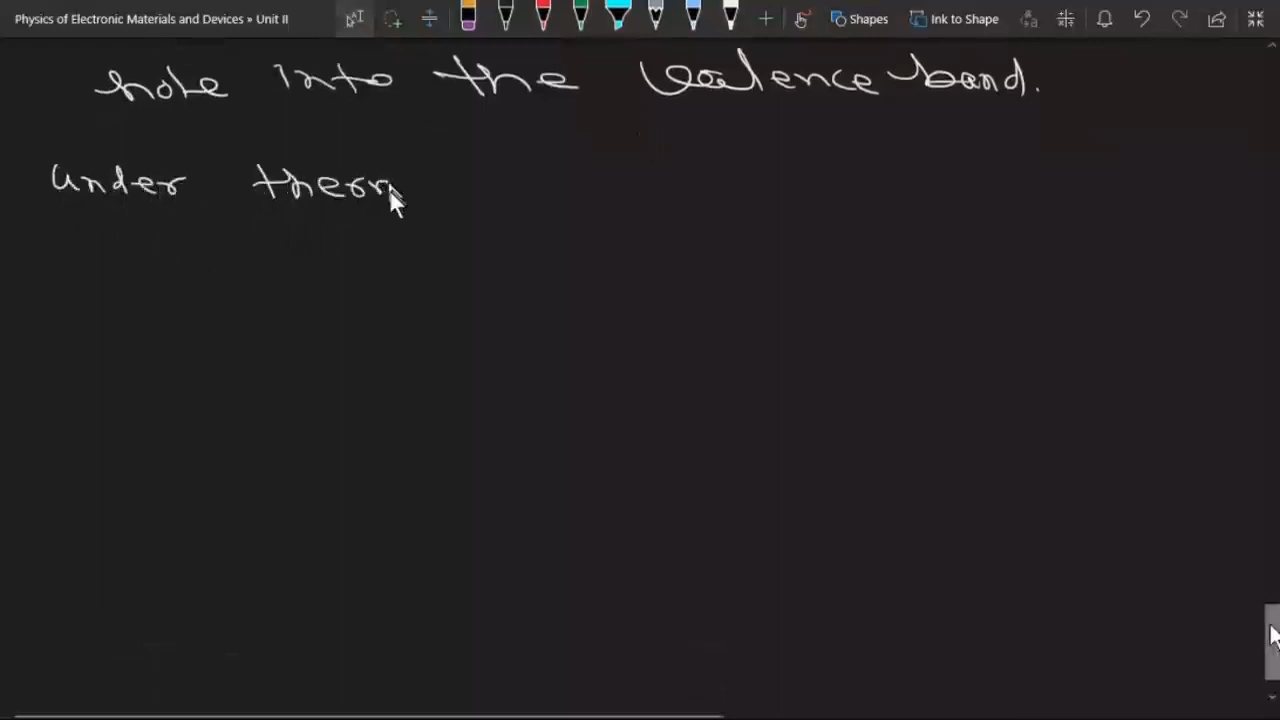 Physics of Electronic Materials and Devices » Unit II
Shapes
Ink to Shape
hole into the valence band.
under therm